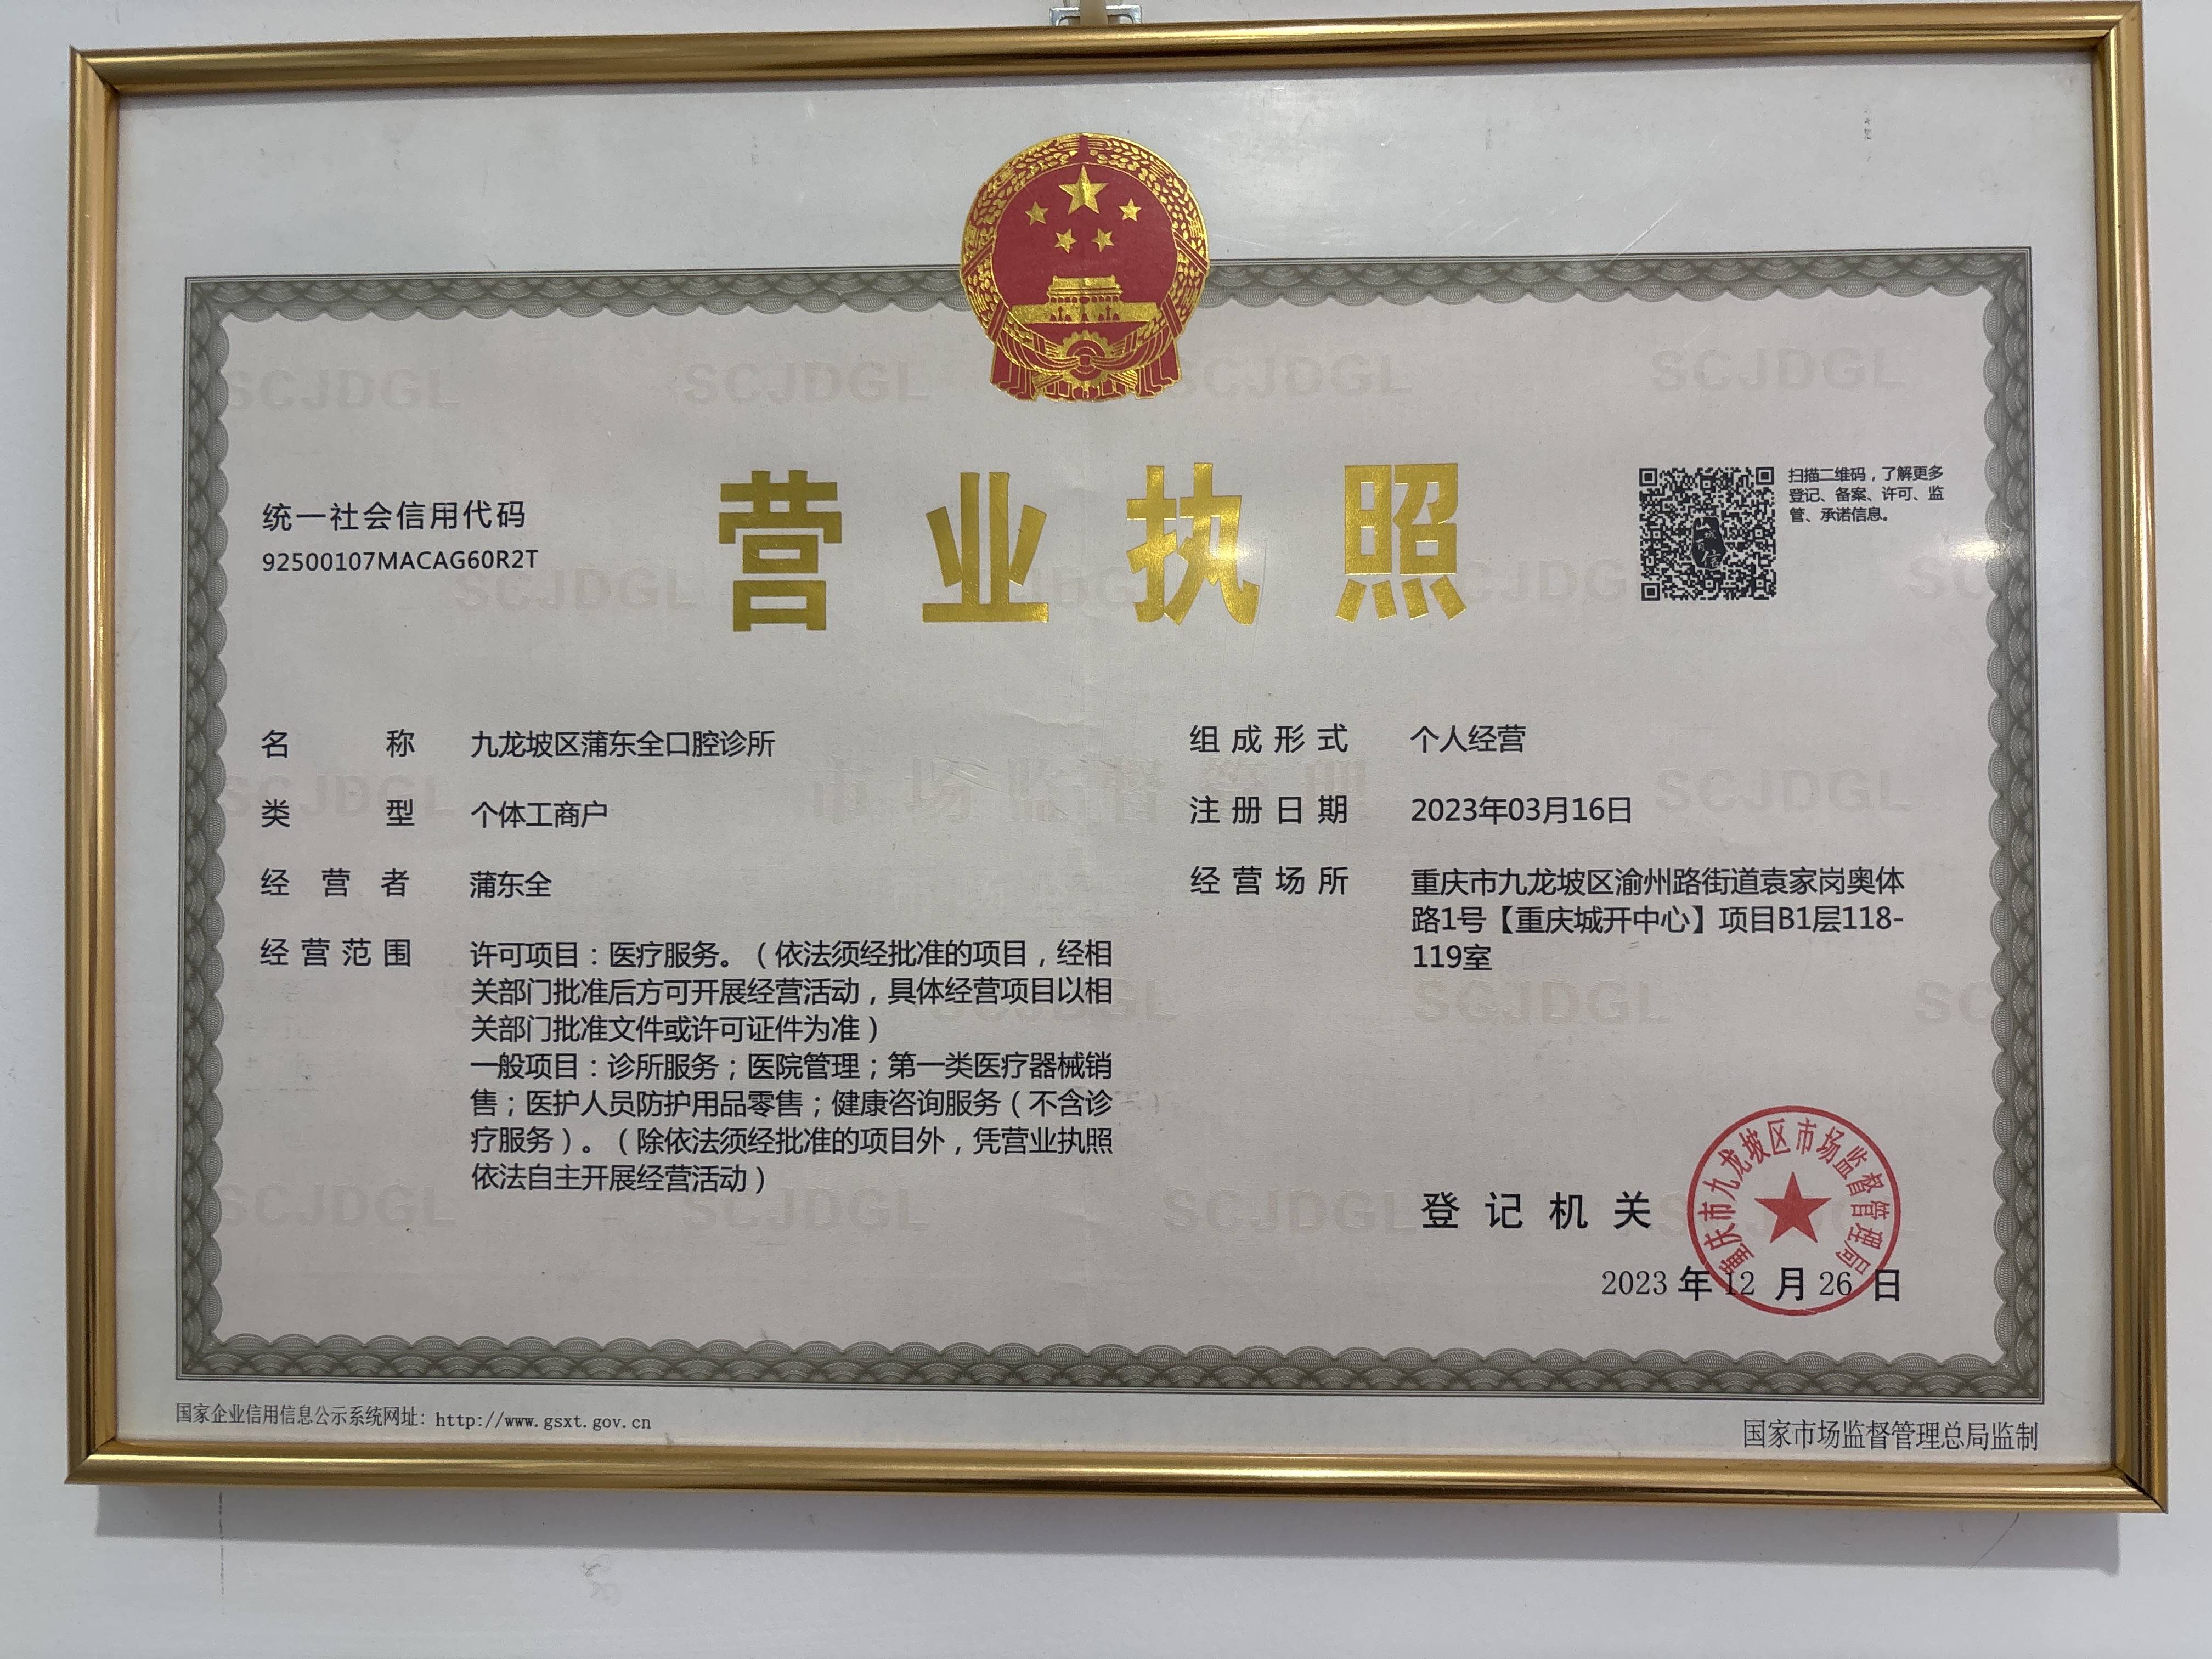 营业执照
统一社会信用代码
92500107MACAG60R2T
扫描二维码，了解更多
登记、备案、许可、监
管、承诺信息。
名称 九龙坡区蒲东全口腔诊所
类型 个体工商户
经营者 蒲东全
经营范围 许可项目：医疗服务。（依法须经批准的项目，经相
关部门批准后方可开展经营活动，具体经营项目以相
关部门批准文件或许可证件为准）
一般项目：诊所服务；医院管理；第一类医疗器械销
售；医护人员防护用品零售；健康咨询服务（不含诊
疗服务）。（除依法须经批准的项目外，凭营业执照
依法自主开展经营活动）
组成形式 个人经营
注册日期 2023年03月16日
经营场所 重庆市九龙坡区渝州路街道袁家岗奥体
路1号【重庆城开中心】项目B1层118-
119室
登记机关
重庆市九龙坡区市场监督管理局
2023年12月26日
国家企业信用信息公示系统网址：http://www.gsxt.gov.cn
国家市场监督管理总局监制
市场监督管理
SCJDGL